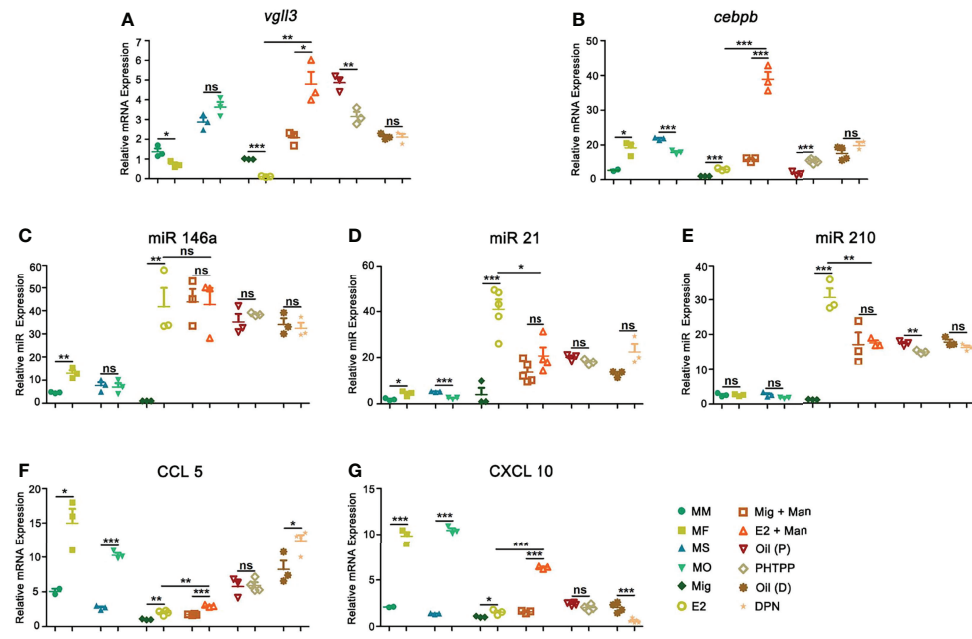 A
vgll3
Relative mRNA Expression
6
5
4
3
2
1
0
*
ns
***
*
**
**
ns
B
cebpb
Relative mRNA Expression
50
40
30
20
10
0
*
***
***
***
***
***
ns
C
miR 146a
Relative miR Expression
60
50
40
30
20
10
0
**
ns
**
ns
ns
ns
ns
D
miR 21
Relative miR Expression
60
40
20
0
*
***
***
*
ns
ns
ns
E
miR 210
Relative miR Expression
40
30
20
10
0
ns
ns
***
**
ns
**
ns
F
CCL 5
Relative mRNA Expression
20
15
10
5
0
*
***
**
**
***
ns
*
G
CXCL 10
Relative mRNA Expression
15
10
5
0
***
***
*
***
***
ns
***
MM
MF
MS
MO
Mig
E2
Mig + Man
E2 + Man
Oil (P)
PHTPP
Oil (D)
DPN